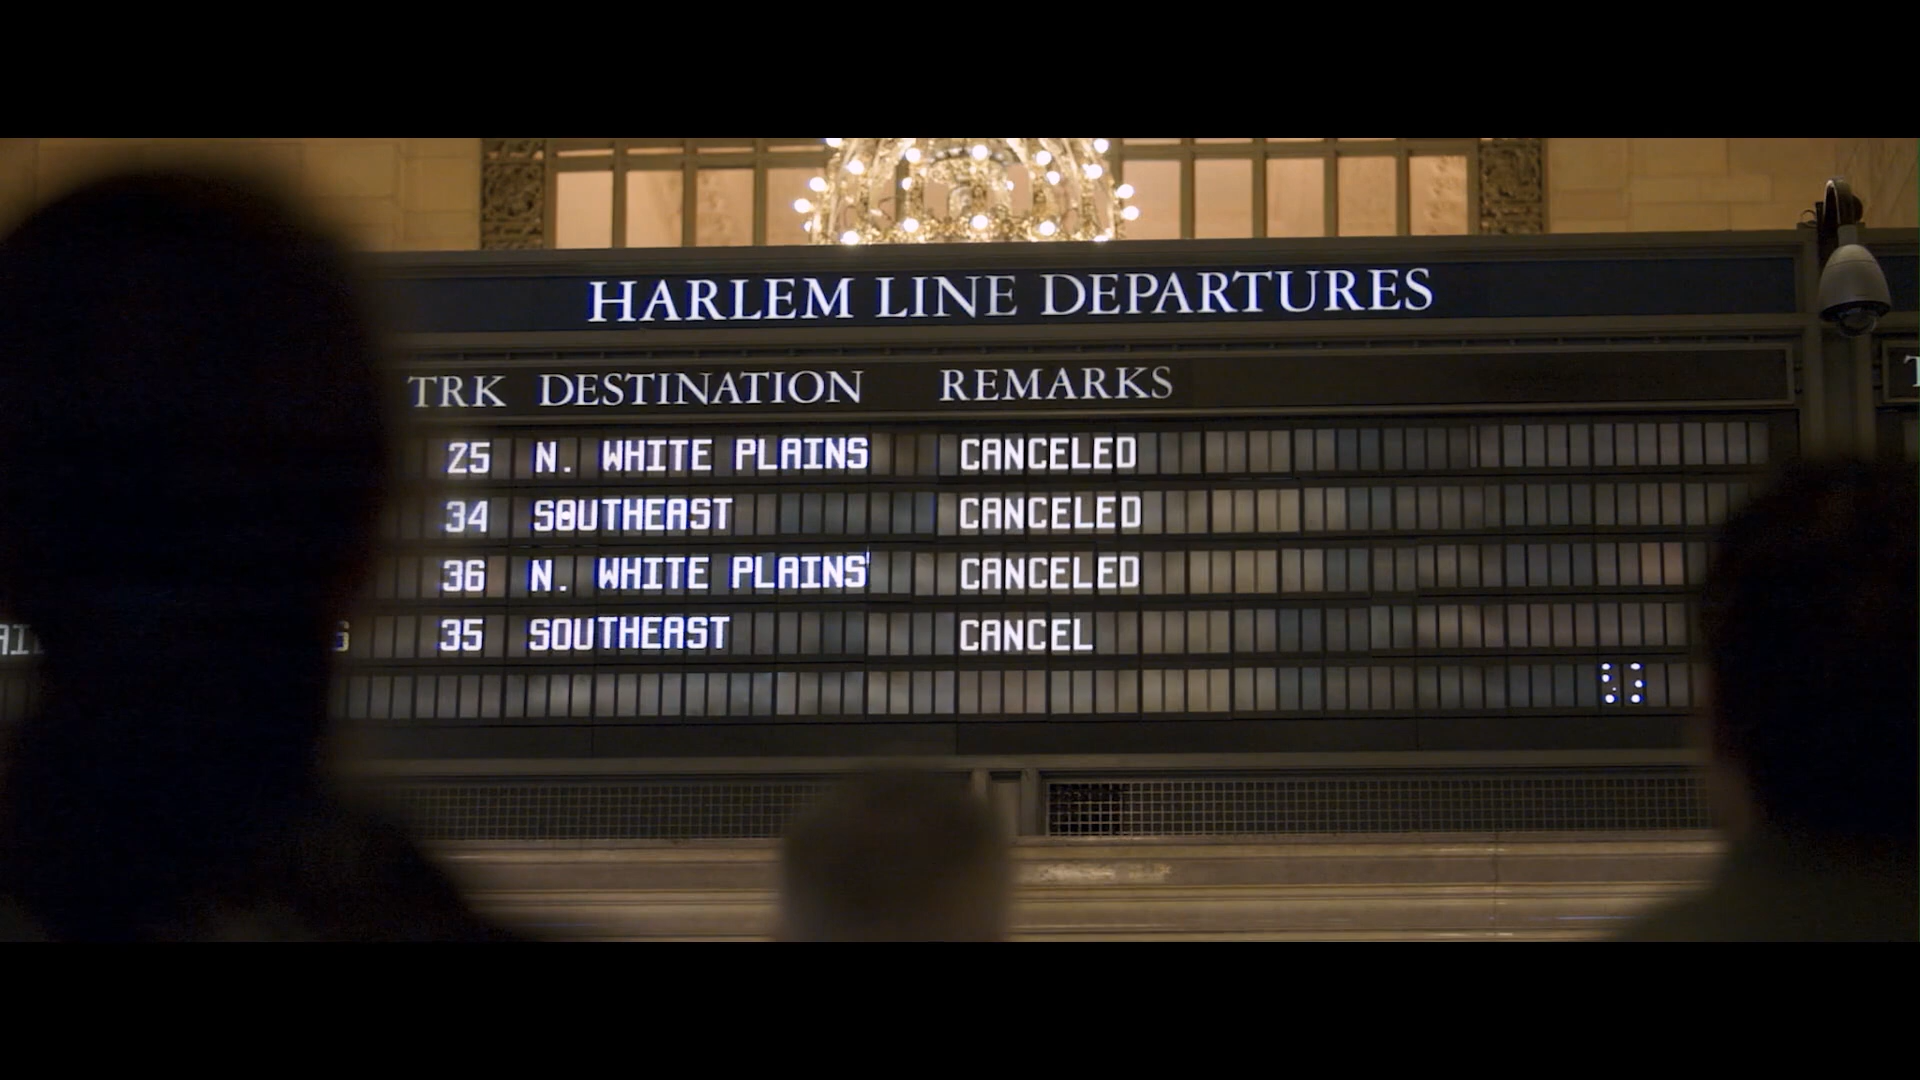 HARLEM LINE DEPARTURES
TRK DESTINATION REMARKS
25 N. WHITE PLAINS CANCELED
34 SOUTHEAST CANCELED
36 N. WHITE PLAINS CANCELED
35 SOUTHEAST CANCEL